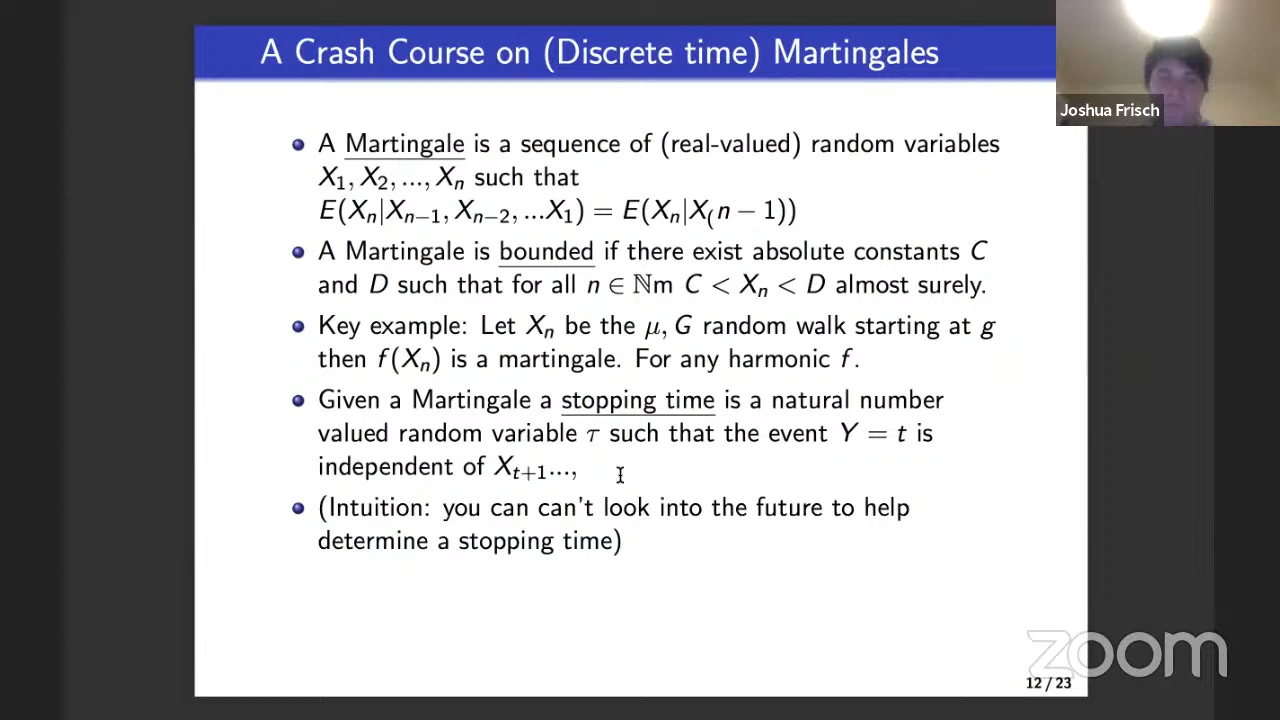 A Crash Course on (Discrete time) Martingales
Joshua Frisch
A Martingale is a sequence of (real-valued) random variables
X₁, X₂, ..., Xₙ such that
E(Xₙ|Xₙ₋₁, Xₙ₋₂, ...X₁) = E(Xₙ|X₍n − 1))
A Martingale is bounded if there exist absolute constants C
and D such that for all n ∈ ℕm C < Xₙ < D almost surely.
Key example: Let Xₙ be the μ, G random walk starting at g
then f(Xₙ) is a martingale. For any harmonic f.
Given a Martingale a stopping time is a natural number
valued random variable τ such that the event Y = t is
independent of Xₜ₊₁...,
(Intuition: you can can't look into the future to help
determine a stopping time)
zoom
12 / 23